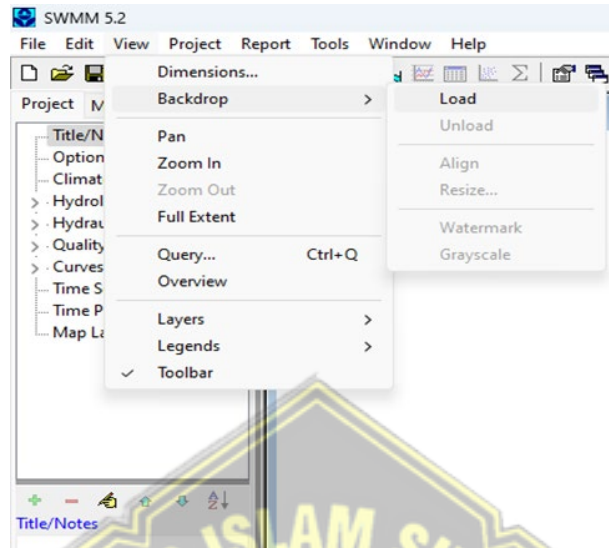 SWMM 5.2
File Edit View Project Report Tools Window Help
Dimensions...
Backdrop >
Pan
Zoom In
Zoom Out
Full Extent
Query... Ctrl+Q
Overview
Layers >
Legends >
Toolbar
Load
Unload
Align
Resize...
Watermark
Grayscale
Project M
Title/N
Option
Climat
Hydrol
Hydrau
Quality
Curves
Time S
Time P
Map La
Title/Notes
ISLAM